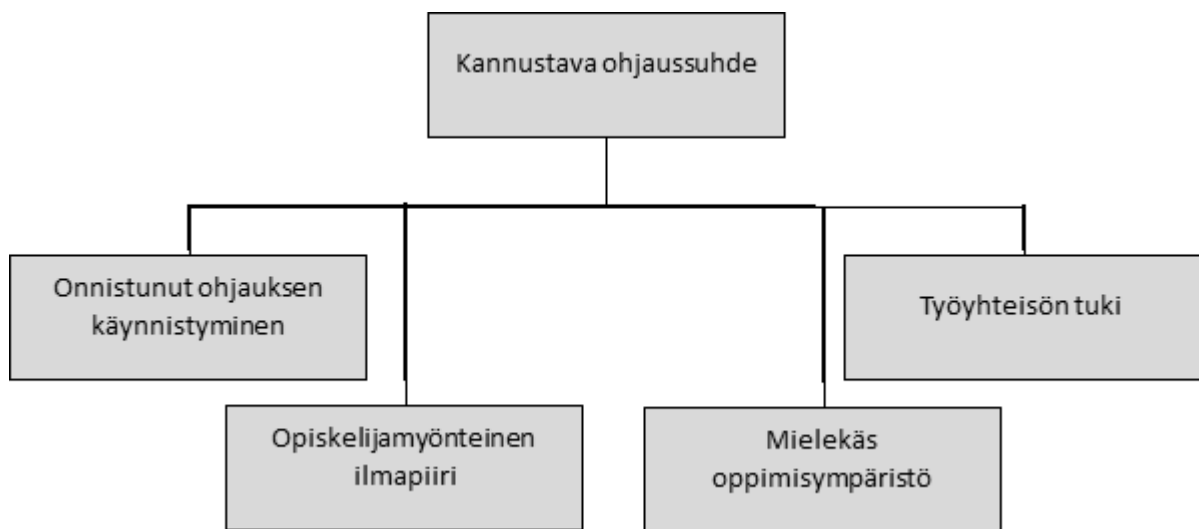 Kannustava ohjaussuhde
Onnistunut ohjauksen
käynnistyminen
Työyhteisön tuki
Opiskelijamyönteinen
ilmapiiri
Mielekäs
oppimisympäristö